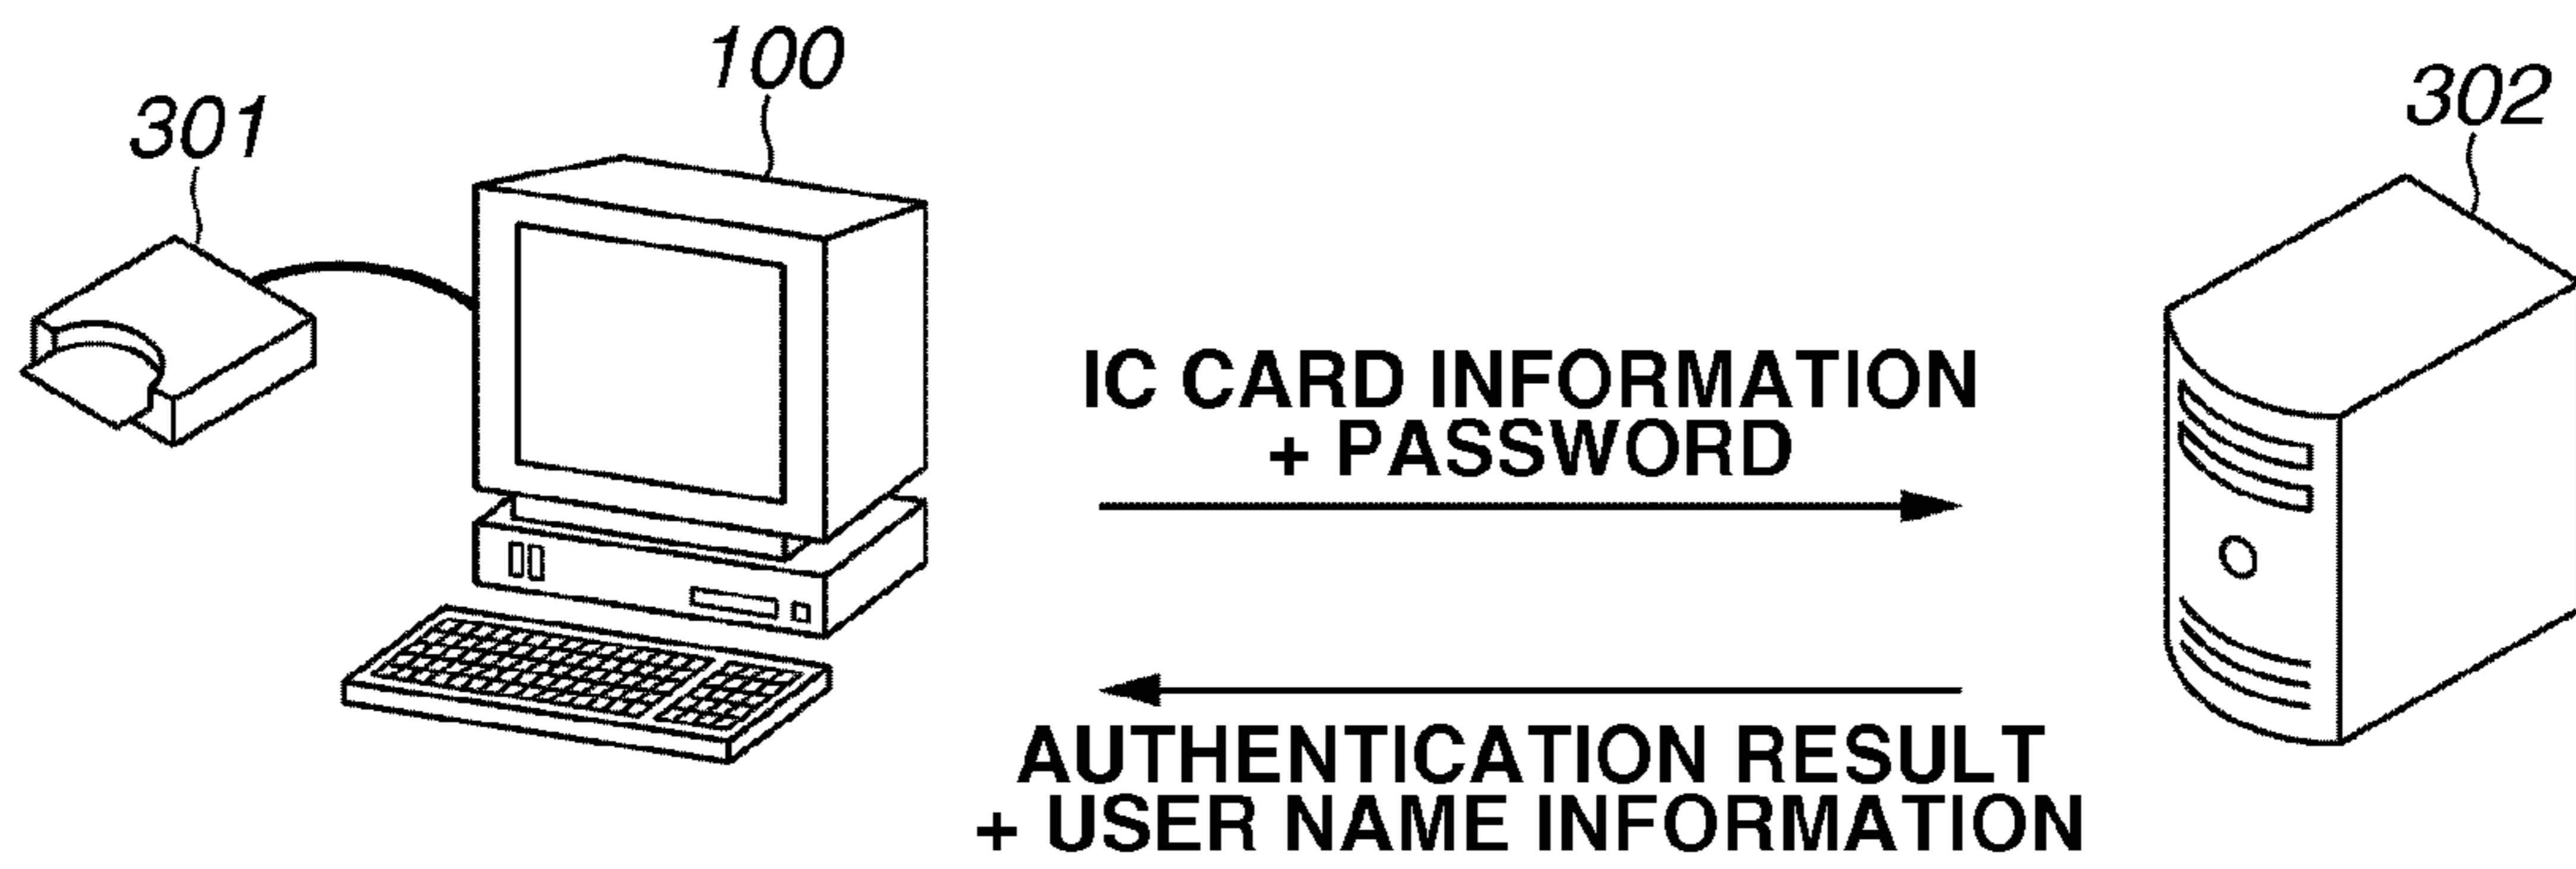 100
301
302
IC CARD INFORMATION
+ PASSWORD
AUTHENTICATION RESULT
+ USER NAME INFORMATION